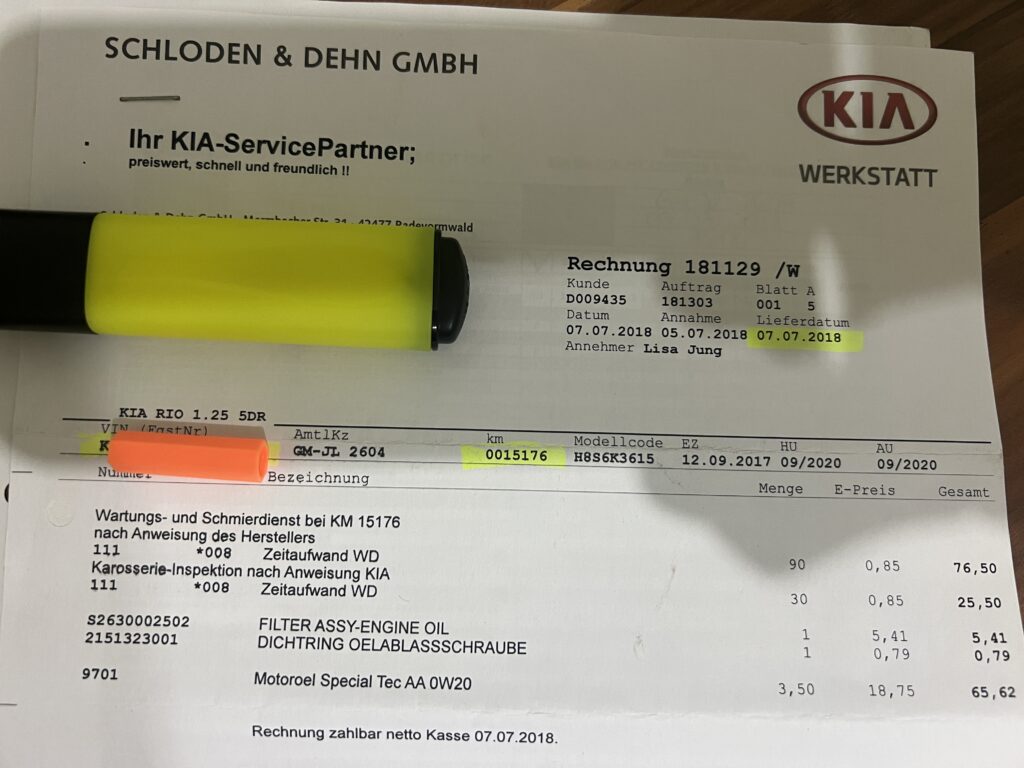 SCHLODEN & DEHN GMBH
KIA
WERKSTATT
Ihr KIA-ServicePartner;
preiswert, schnell und freundlich !!
42477 Radevormwald
Rechnung 181129 /W
Kunde Auftrag Blatt A
D009435 181303 001 5
Datum Annahme Lieferdatum
07.07.2018 05.07.2018 07.07.2018
Annehmer Lisa Jung
KIA RIO 1.25 5DR
VIN (FgstNr) AmtlKz km Modellcode EZ HU AU
K GM-JL 2604 0015176 H8S6K3615 12.09.2017 09/2020 09/2020
Nummer Bezeichnung Menge E-Preis Gesamt
Wartungs- und Schmierdienst bei KM 15176
nach Anweisung des Herstellers
111 *008 Zeitaufwand WD 90 0,85 76,50
Karosserie-Inspektion nach Anweisung KIA
111 *008 Zeitaufwand WD 30 0,85 25,50
S2630002502 FILTER ASSY-ENGINE OIL 1 5,41 5,41
2151323001 DICHTRING OELABLASSSCHRAUBE 1 0,79 0,79
9701 Motoroel Special Tec AA 0W20 3,50 18,75 65,62
Rechnung zahlbar netto Kasse 07.07.2018.